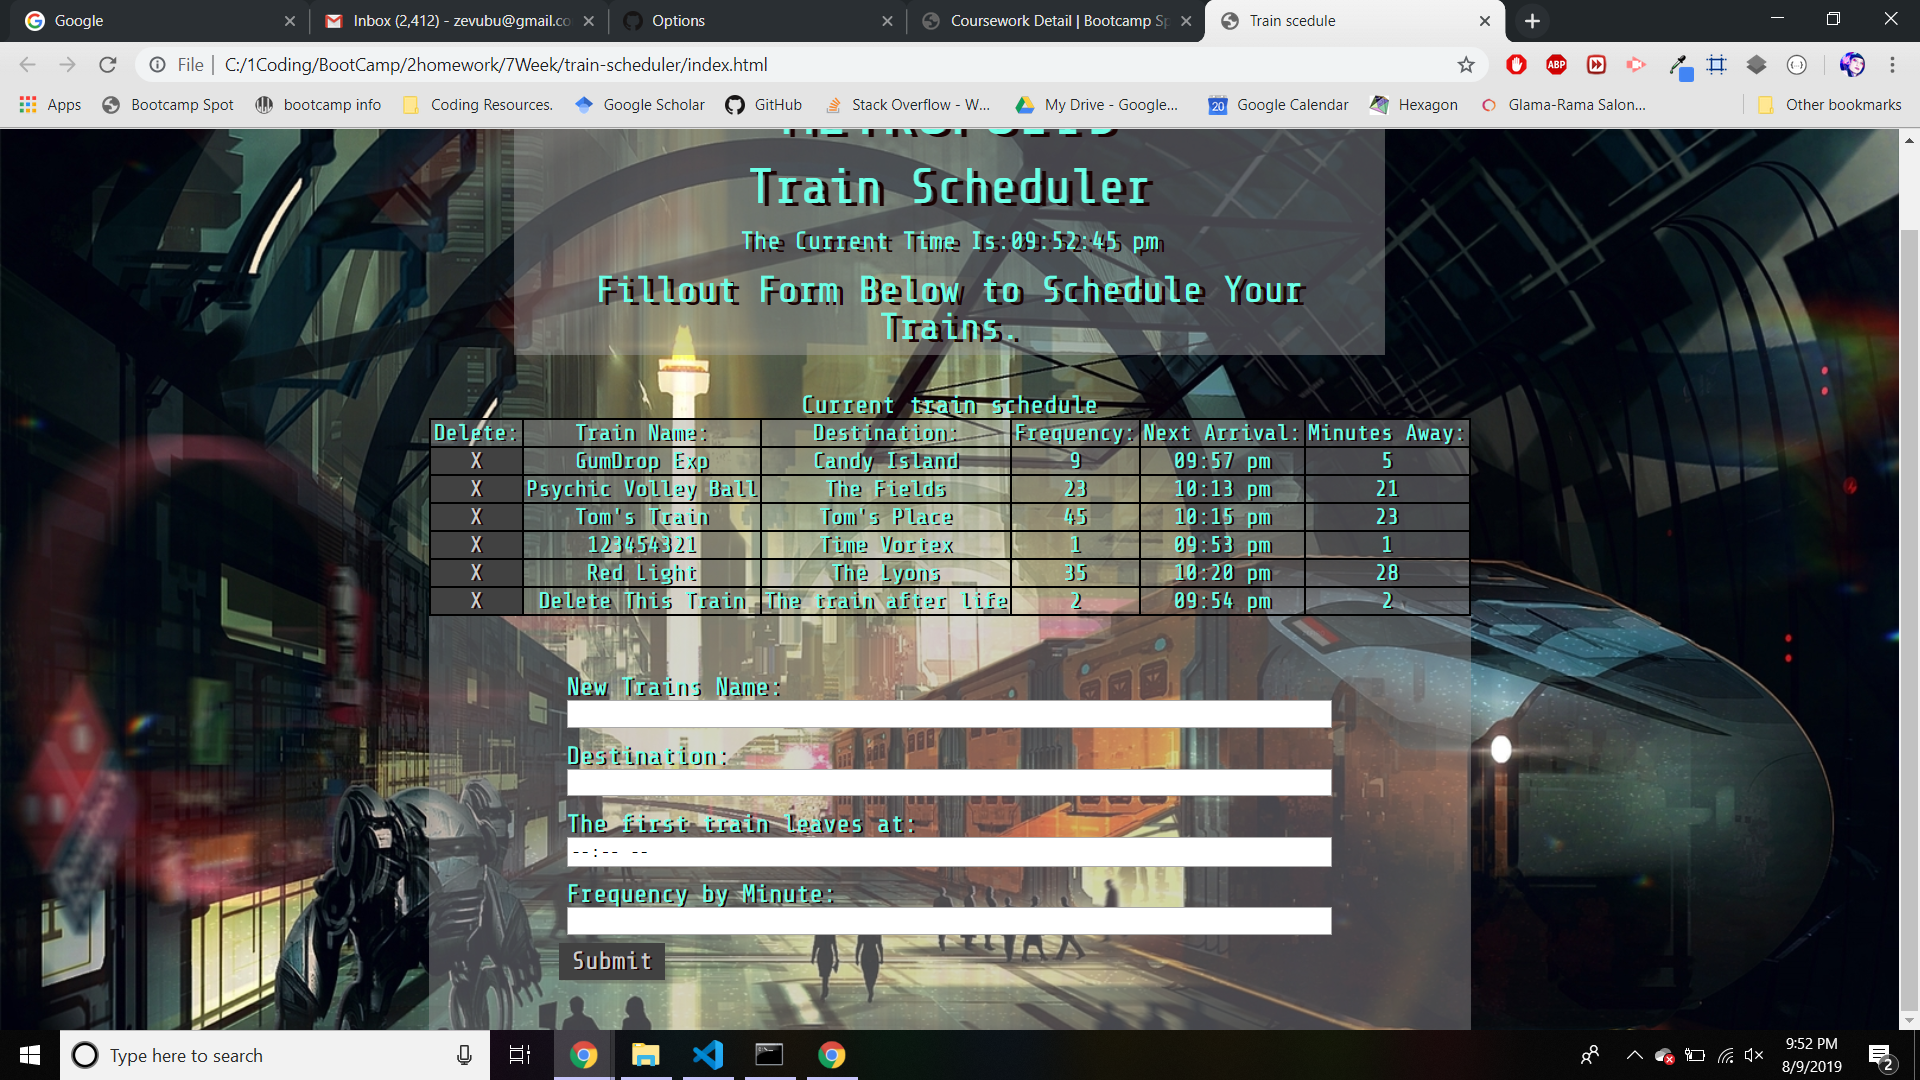 Google
Inbox (2,412) - zevubu@gmail.co
Options
Coursework Detail | Bootcamp Sp
Train scedule
File
C:/1Coding/BootCamp/2homework/7Week/train-scheduler/index.html
ABP
Apps
Bootcamp Spot
bootcamp info
Coding Resources.
Google Scholar
GitHub
Stack Overflow - W...
My Drive - Google...
20
Google Calendar
Hexagon
Glama-Rama Salon...
Other bookmarks
METROPOLIS
Train Scheduler
The Current Time Is:09:52:45 pm
Fillout Form Below to Schedule Your
Trains.
Current train schedule
Delete: Train Name: Destination: Frequency: Next Arrival: Minutes Away:
X GumDrop Exp Candy Island 9 09:57 pm 5
X Psychic Volley Ball The Fields 23 10:13 pm 21
X Tom's Train Tom's Place 45 10:15 pm 23
X 123454321 Time Vortex 1 09:53 pm 1
X Red Light The Lyons 35 10:20 pm 28
X Delete This Train The train after life 2 09:54 pm 2
New Trains Name:
Destination:
The first train leaves at:
--:-- --
Frequency by Minute:
Submit
Type here to search
9:52 PM
8/9/2019
2